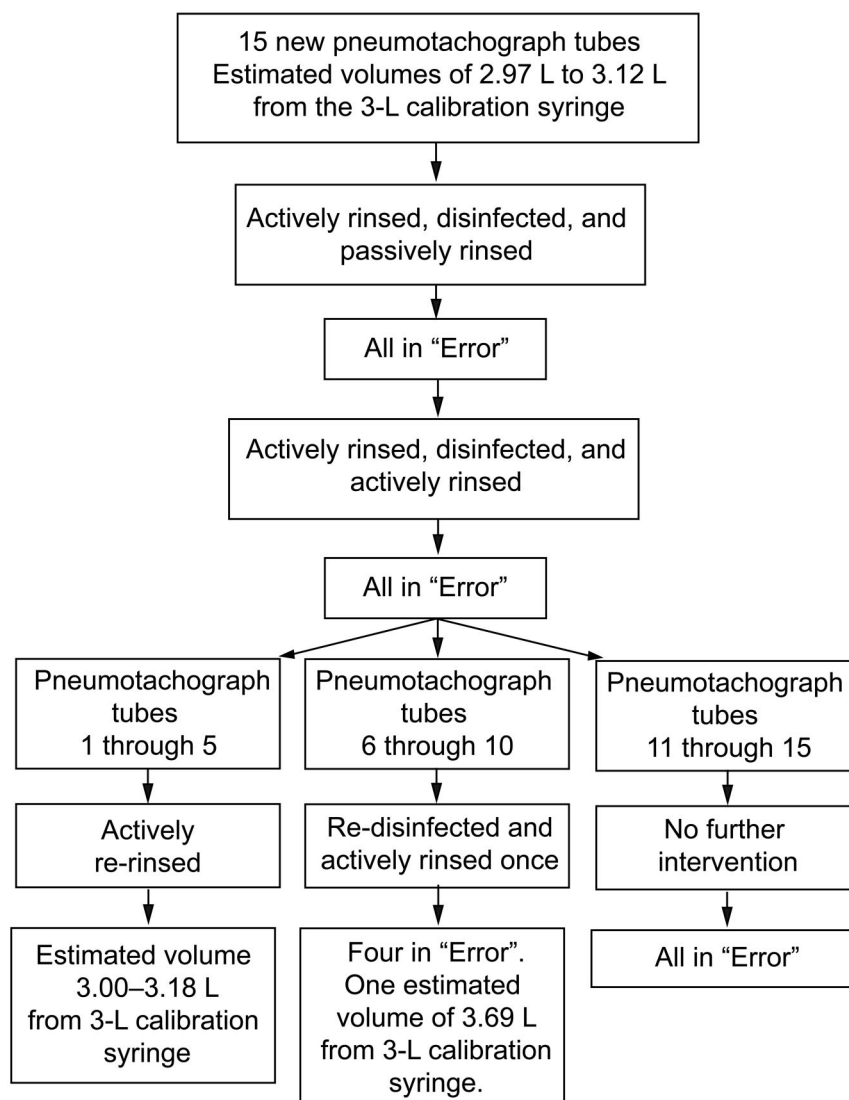 15 new pneumotachograph tubes
Estimated volumes of 2.97 L to 3.12 L
from the 3-L calibration syringe
Actively rinsed, disinfected, and
passively rinsed
All in “Error”
Actively rinsed, disinfected, and
actively rinsed
All in “Error”
Pneumotachograph
tubes
1 through 5
Pneumotachograph
tubes
6 through 10
Pneumotachograph
tubes
11 through 15
Actively
re-rinsed
Re-disinfected and
actively rinsed once
No further
intervention
Estimated volume
3.00–3.18 L
from 3-L calibration
syringe
Four in “Error”.
One estimated
volume of 3.69 L
from 3-L calibration
syringe.
All in “Error”